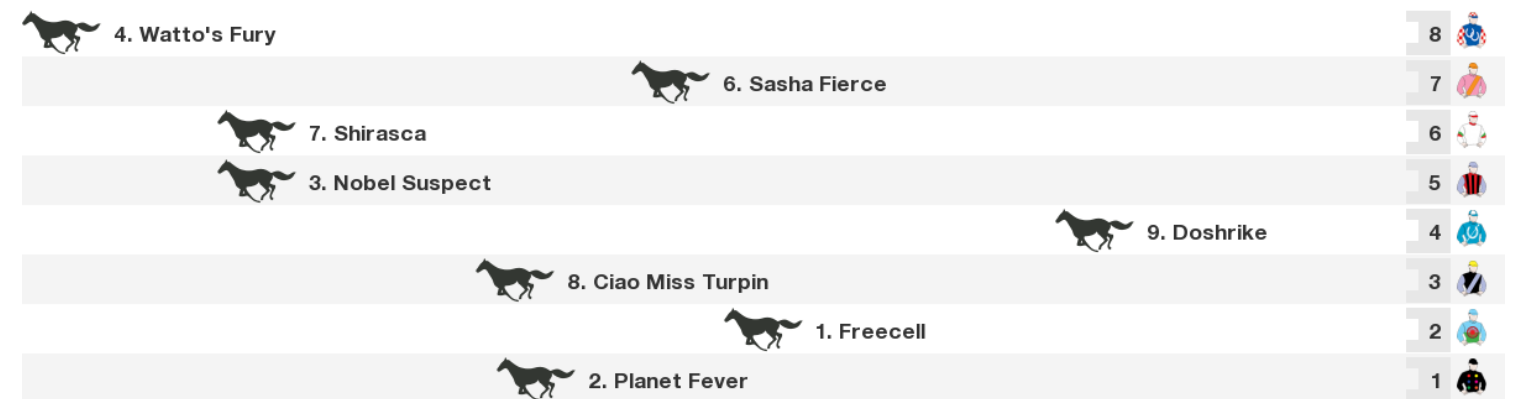 4. Watto's Fury 8
6. Sasha Fierce 7
7. Shirasca 6
3. Nobel Suspect 5
9. Doshrike 4
8. Ciao Miss Turpin 3
1. Freecell 2
2. Planet Fever 1